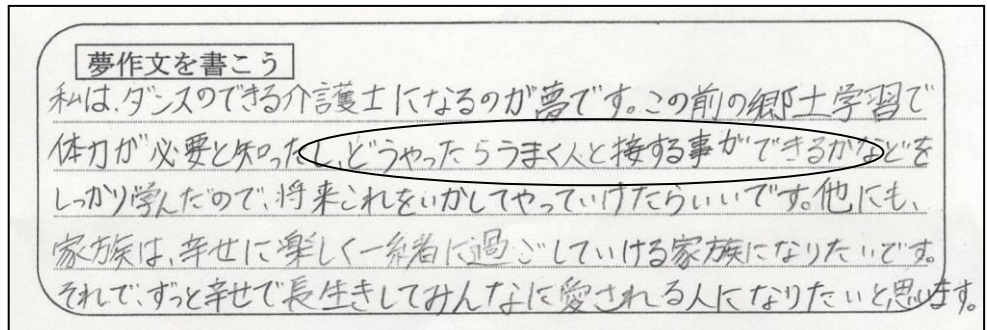 夢作文を書こう
私は、ダンスのできる介護士になるのが夢です。この前の郷土学習で
体力が必要と知ったし、どうやったらうまく人と接する事ができるかなどを
しっかり学んだので、将来これをいかしてやっていけたらいいです。他にも、
家族は、幸せに楽しく一緒に過ごしていける家族になりたいです。
それで、ずっと幸せで長生きしてみんなに愛される人になりたいと思います。